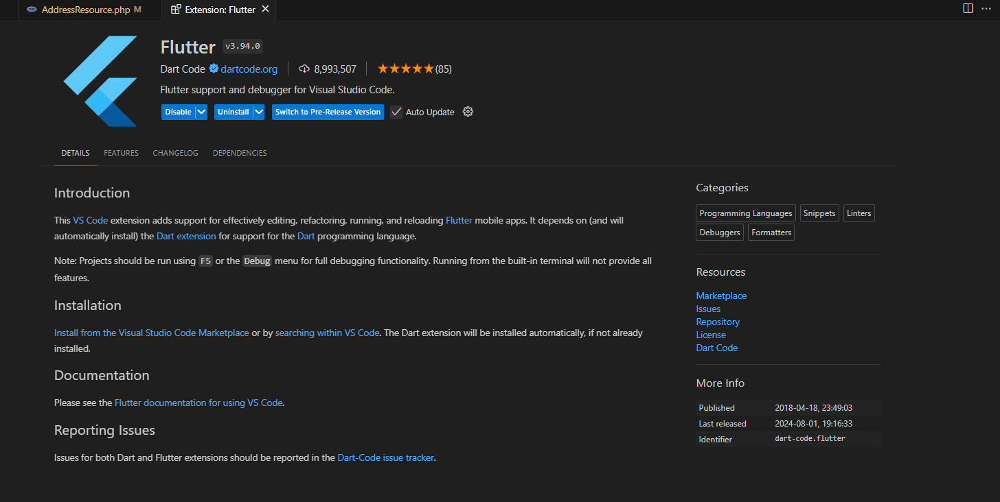 AddressResource.php M
Extension: Flutter
Flutter v3.94.0
Dart Code dartcode.org 8,993,507 (85)
Flutter support and debugger for Visual Studio Code.
Disable Uninstall Switch to Pre-Release Version Auto Update
DETAILS FEATURES CHANGELOG DEPENDENCIES
Introduction
This VS Code extension adds support for effectively editing, refactoring, running, and reloading Flutter mobile apps. It depends on (and will
automatically install) the Dart extension for support for the Dart programming language.
Note: Projects should be run using F5 or the Debug menu for full debugging functionality. Running from the built-in terminal will not provide all
features.
Installation
Install from the Visual Studio Code Marketplace or by searching within VS Code. The Dart extension will be installed automatically, if not already
installed.
Documentation
Please see the Flutter documentation for using VS Code.
Reporting Issues
Issues for both Dart and Flutter extensions should be reported in the Dart-Code issue tracker.
Categories
Programming Languages Snippets Linters
Debuggers Formatters
Resources
Marketplace
Issues
Repository
License
Dart Code
More Info
Published 2018-04-18, 23:49:03
Last released 2024-08-01, 19:16:33
Identifier dart-code.flutter